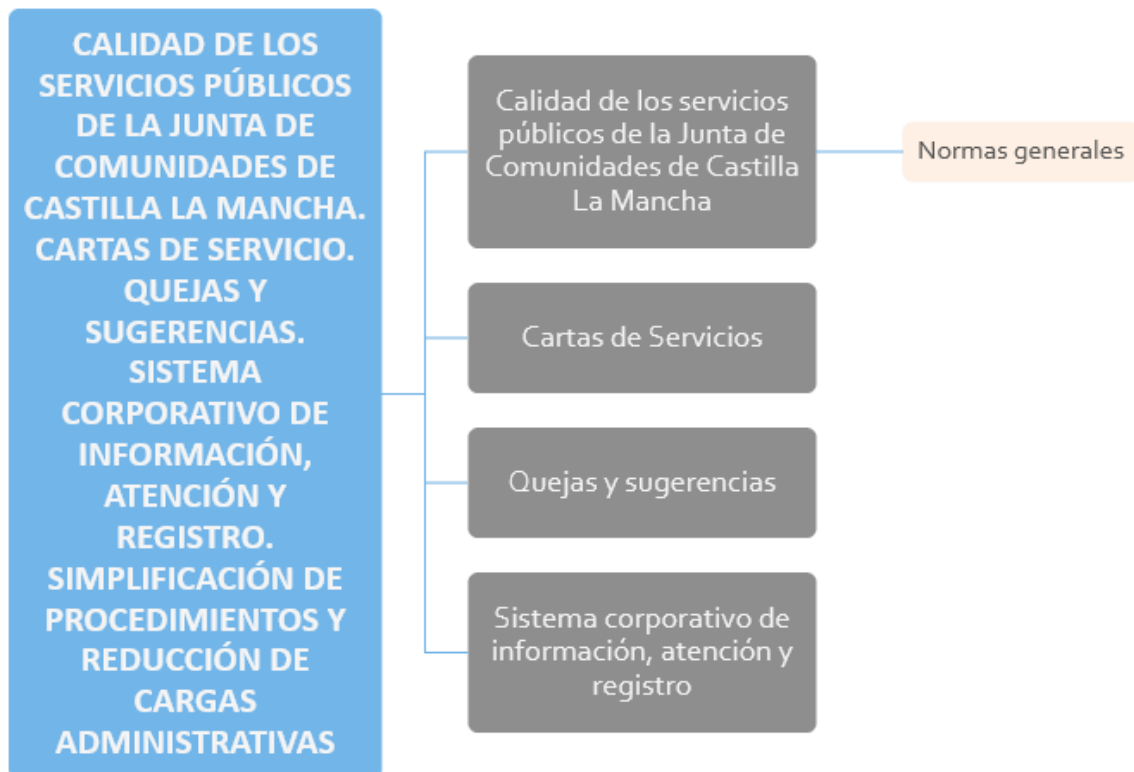 CALIDAD DE LOS
SERVICIOS PÚBLICOS
DE LA JUNTA DE
COMUNIDADES DE
CASTILLA LA MANCHA.
CARTAS DE SERVICIO.
QUEJAS Y
SUGERENCIAS.
SISTEMA
CORPORATIVO DE
INFORMACIÓN,
ATENCIÓN Y
REGISTRO.
SIMPLIFICACIÓN DE
PROCEDIMIENTOS Y
REDUCCIÓN DE
CARGAS
ADMINISTRATIVAS
Calidad de los servicios
públicos de la Junta de
Comunidades de Castilla
La Mancha
Normas generales
Cartas de Servicios
Quejas y sugerencias
Sistema corporativo de
información, atención y
registro